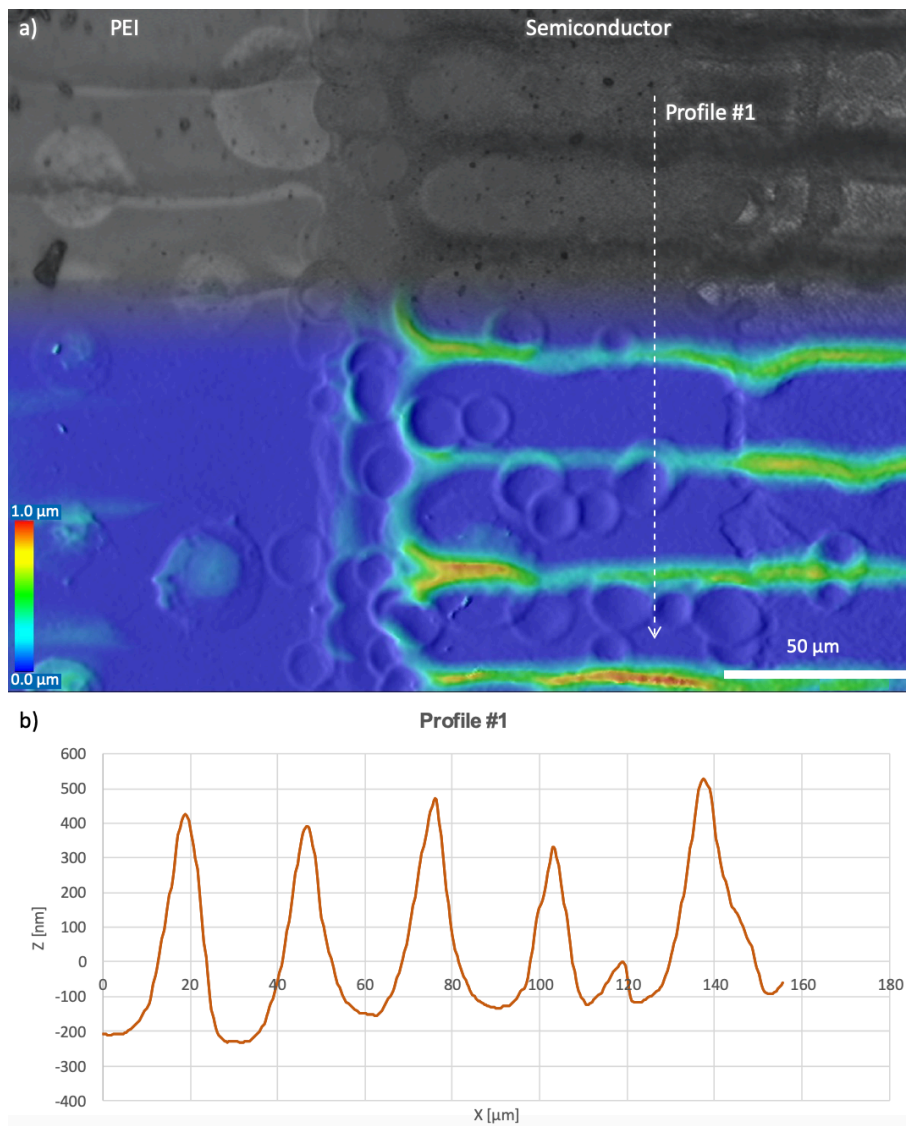 a) PEI Semiconductor
Profile #1
1.0 µm
0.0 µm
50 µm
b) Profile #1
600
500
400
300
200
100
0
-100
-200
-300
-400
0 20 40 60 80 100 120 140 160 180
Z [nm]
X [µm]